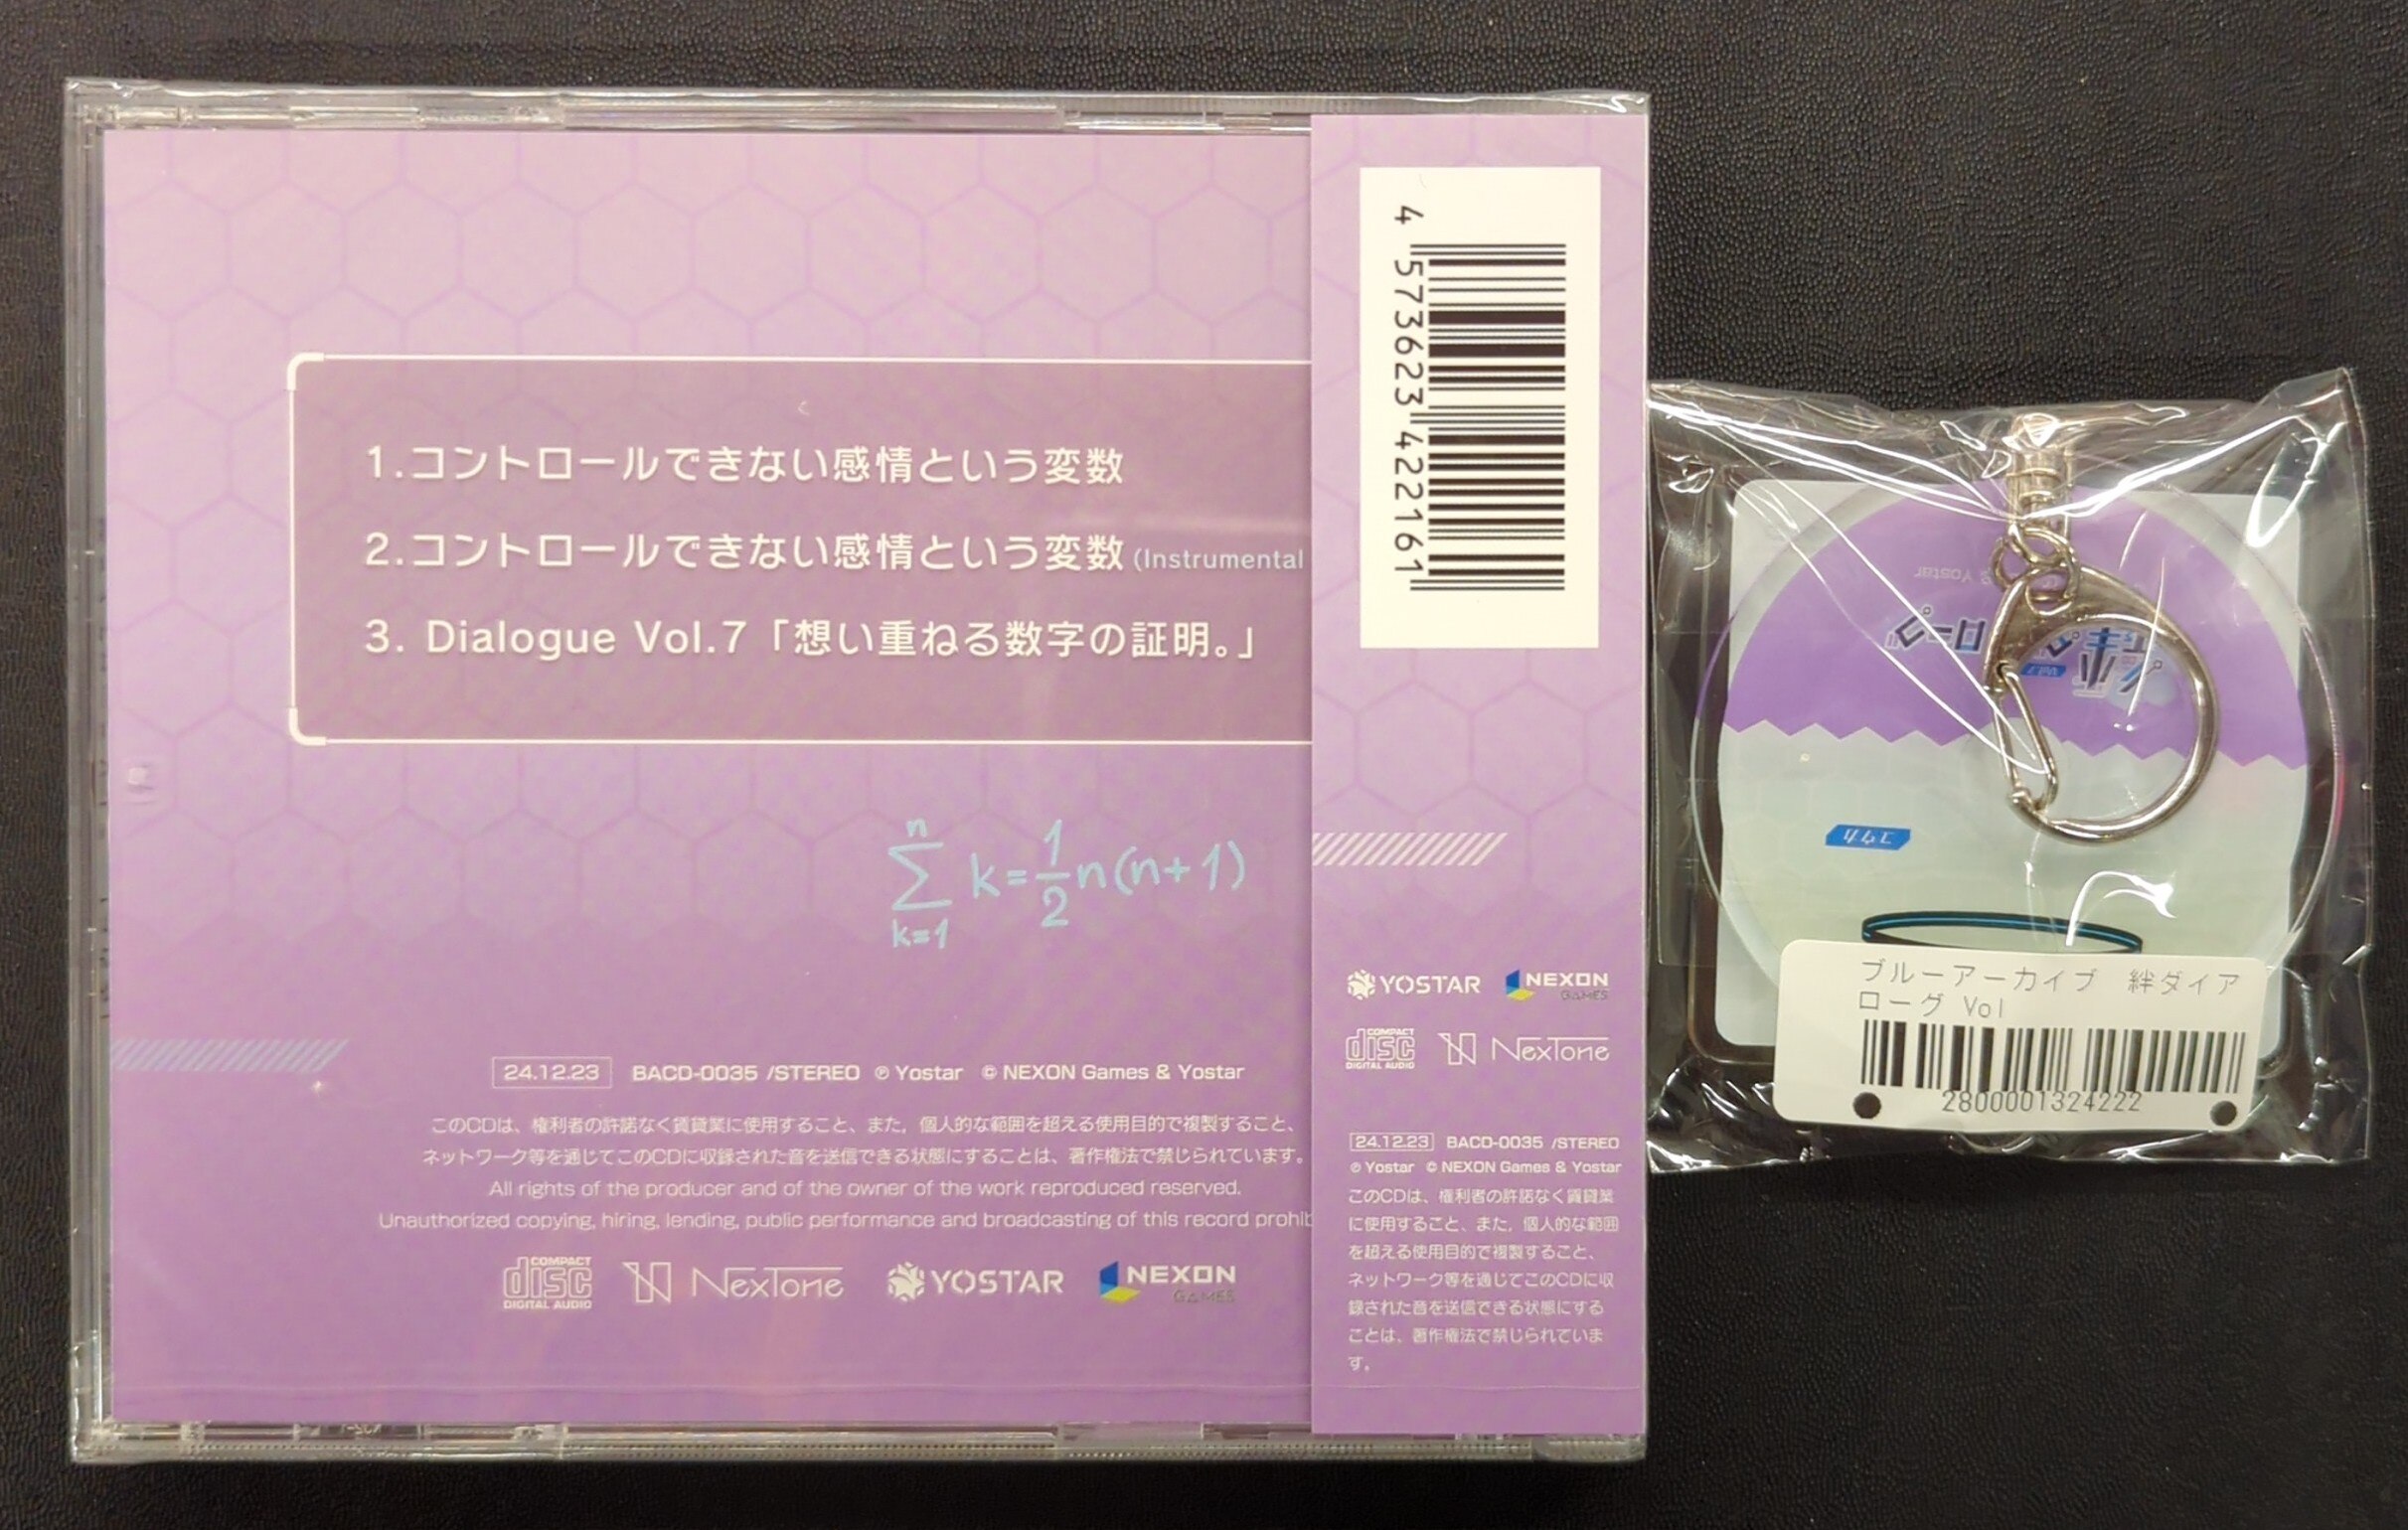 1.コントロールできない感情という変数
2.コントロールできない感情という変数 (Instrumental
3. Dialogue Vol.7「想い重ねる数字の証明。」
n
∑ k=1/2n(n+1)
k=1
24.12.23 BACD-0035 /STEREO ℗ Yostar © NEXON Games & Yostar
このCDは、権利者の許諾なく賃貸業に使用すること、また，個人的な範囲を超える使用目的で複製すること、
ネットワーク等を通じてこのCDに収録された音を送信できる状態にすることは、著作権法で禁じられています。
All rights of the producer and of the owner of the work reproduced reserved.
Unauthorized copying, hiring, lending, public performance and broadcasting of this record prohib
COMPACT disc DIGITAL AUDIO NexTone YOSTAR NEXON GAMES
4 573623 422161
YOSTAR NEXON GAMES
COMPACT disc DIGITAL AUDIO NexTone
24.12.23 BACD-0035 /STEREO
℗ Yostar © NEXON Games & Yostar
このCDは、権利者の許諾なく賃貸業
に使用すること、また，個人的な範囲
を超える使用目的で複製すること、
ネットワーク等を通じてこのCDに収
録された音を送信できる状態にする
ことは、著作権法で禁じられていま
す。
Yostar
Vol.7
ユウカ
ブルーアーカイブ 絆ダイア
ローグ Vol
2800001324222